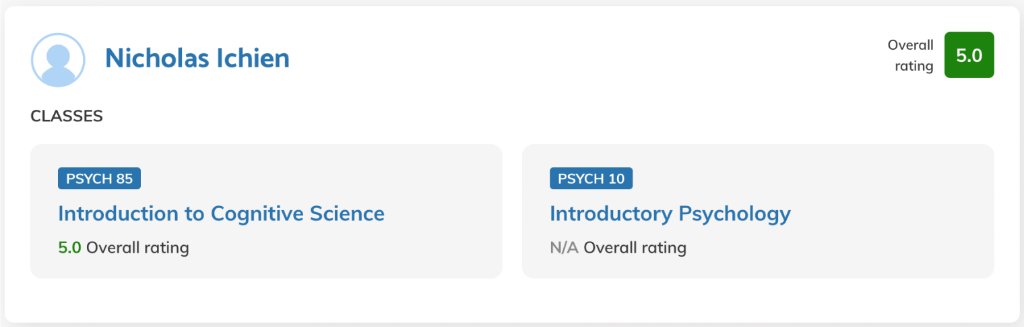 Nicholas Ichien
Overall
rating
5.0
CLASSES
PSYCH 85
Introduction to Cognitive Science
5.0 Overall rating
PSYCH 10
Introductory Psychology
N/A Overall rating